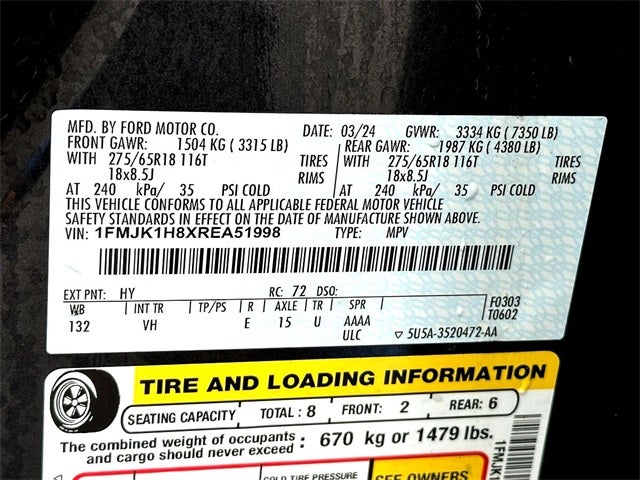 MFD. BY FORD MOTOR CO. DATE: 03/24 GVWR: 3334 KG ( 7350 LB)
FRONT GAWR: 1504 KG ( 3315 LB) REAR GAWR: 1987 KG ( 4380 LB)
WITH 275/65R18 116T TIRES WITH 275/65R18 116T TIRES
18x8.5J RIMS 18x8.5J RIMS
AT 240 kPa/ 35 PSI COLD AT 240 kPa/ 35 PSI COLD
THIS VEHICLE CONFORMS TO ALL APPLICABLE FEDERAL MOTOR VEHICLE
SAFETY STANDARDS IN EFFECT ON THE DATE OF MANUFACTURE SHOWN ABOVE.
VIN: 1FMJK1H8XREA51998 TYPE: MPV
EXT PNT: HY RC: 72 DSO:
WB INT TR TP/PS R AXLE TR SPR F0303
132 VH E 15 U AAAA T0602
ULC ▽ 5U5A-3520472-AA
TIRE AND LOADING INFORMATION
SEATING CAPACITY TOTAL : 8 FRONT: 2 REAR: 6
The combined weight of occupants and cargo should never exceed : 670 kg or 1479 lbs.
COLD TIRE PRESSURE SEE OWNERS
1FMJK1